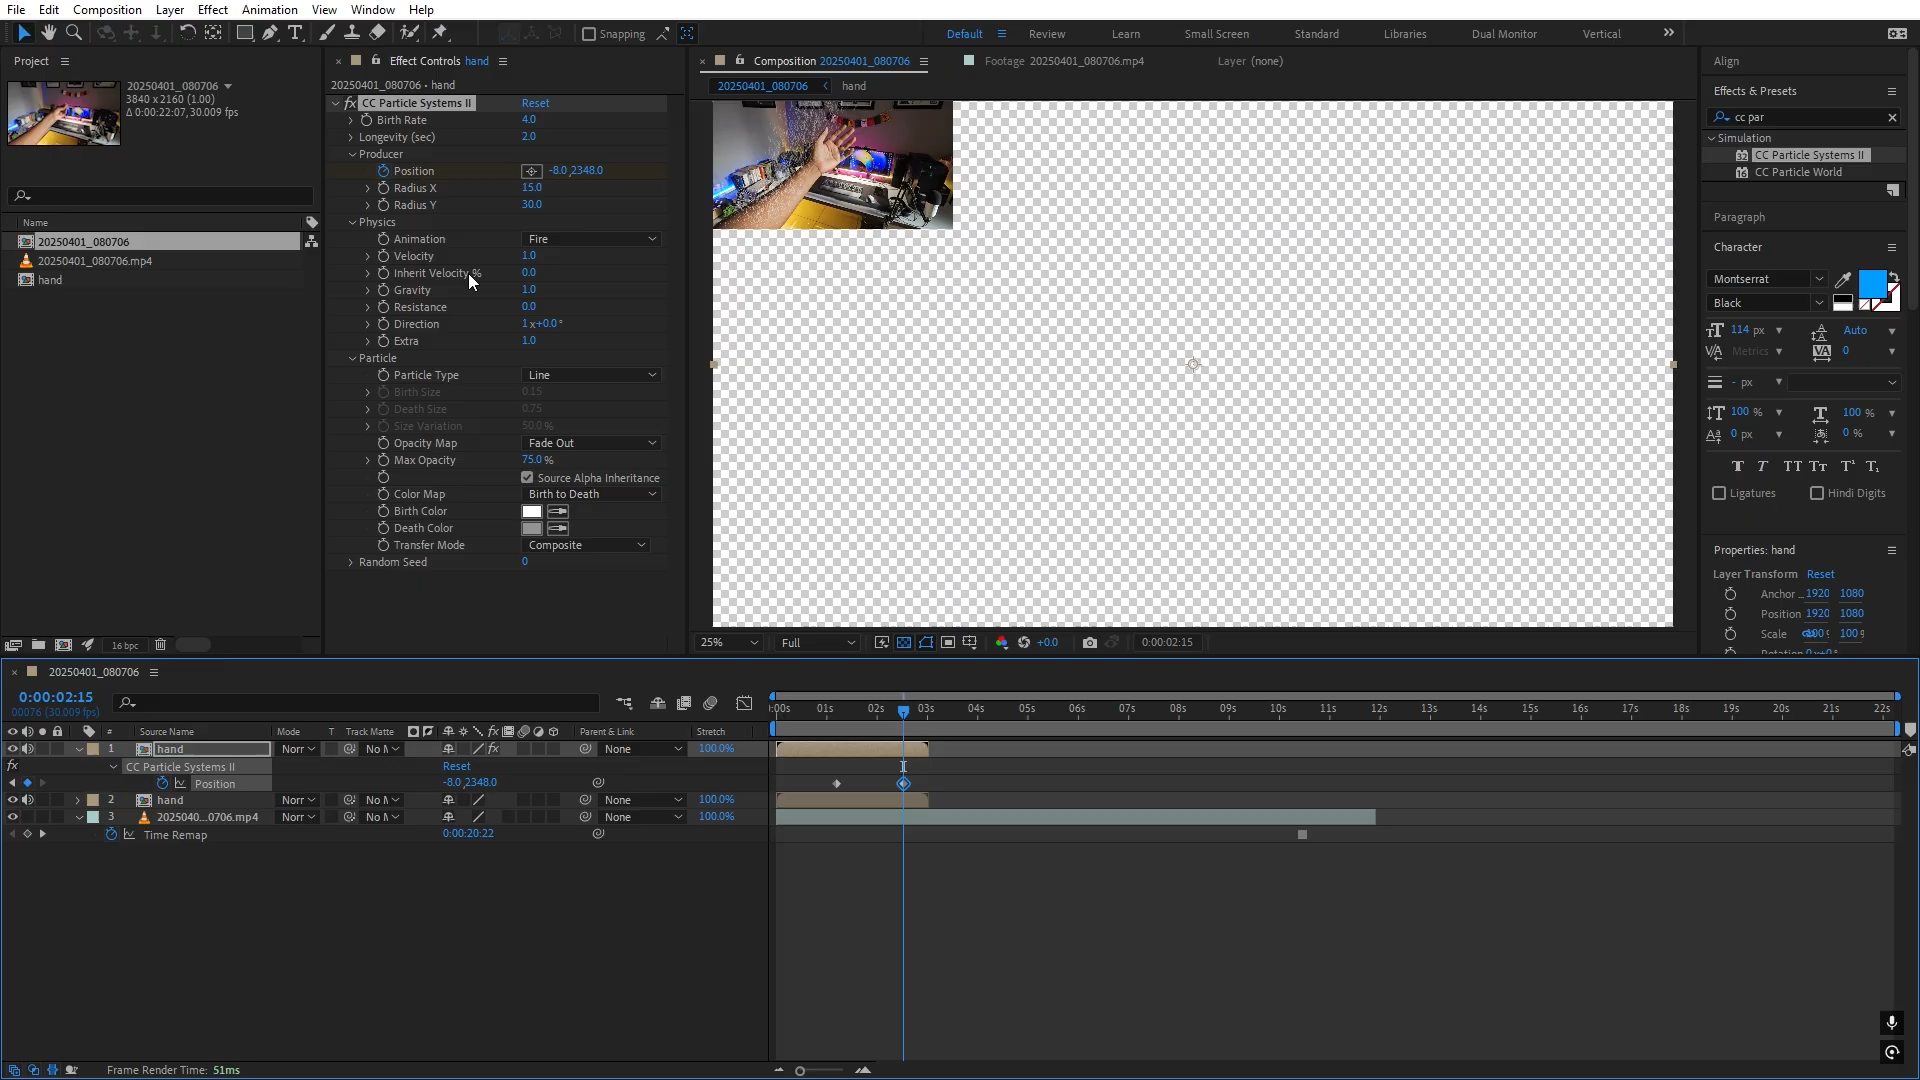 File Edit Composition Layer Effect Animation View Window Help
Snapping
Default Review Learn Small Screen Standard Libraries Dual Monitor Vertical
Project
20250401_080706
3840 x 2160 (1.00)
Δ 0:00:22:07, 30.009 fps
Name
20250401_080706
20250401_080706.mp4
hand
16 bpc
Effect Controls hand
20250401_080706 • hand
fx CC Particle Systems II Reset
Birth Rate 4.0
Longevity (sec) 2.0
Producer
Position -8.0,2348.0
Radius X 15.0
Radius Y 30.0
Physics
Animation Fire
Velocity 1.0
Inherit Velocity % 0.0
Gravity 1.0
Resistance 0.0
Direction 1x+0.0°
Extra 1.0
Particle
Particle Type Line
Birth Size 0.15
Death Size 0.75
Size Variation 50.0 %
Opacity Map Fade Out
Max Opacity 75.0 %
Source Alpha Inheritance
Color Map Birth to Death
Birth Color
Death Color
Transfer Mode Composite
Random Seed 0
Composition 20250401_080706
Footage 20250401_080706.mp4
Layer (none)
20250401_080706 hand
25% Full +0.0 0:00:02:15
Align
Effects & Presets
cc par
Simulation
32 CC Particle Systems II
16 CC Particle World
Paragraph
Character
Montserrat
Black
114 px Auto
Metrics 0
- px
100 % 100 %
0 px 0 %
T T TT Tт T¹ T₁
Ligatures Hindi Digits
Properties: hand
Layer Transform Reset
Anchor ... 1920 1080
Position 1920 1080
Scale 100 100
20250401_080706
0:00:02:15
00076 (30.009 fps)
:00s 01s 02s 03s 04s 05s 06s 07s 08s 09s 10s 11s 12s 13s 14s 15s 16s 17s 18s 19s 20s 21s 22s
# Source Name Mode T Track Matte Parent & Link Stretch
1 hand Norr No M None 100.0%
fx CC Particle Systems II Reset
Position -8.0,2348.0
2 hand Norr No M None 100.0%
3 2025040...0706.mp4 Norr No M None 100.0%
Time Remap 0:00:20:22
Frame Render Time: 51ms